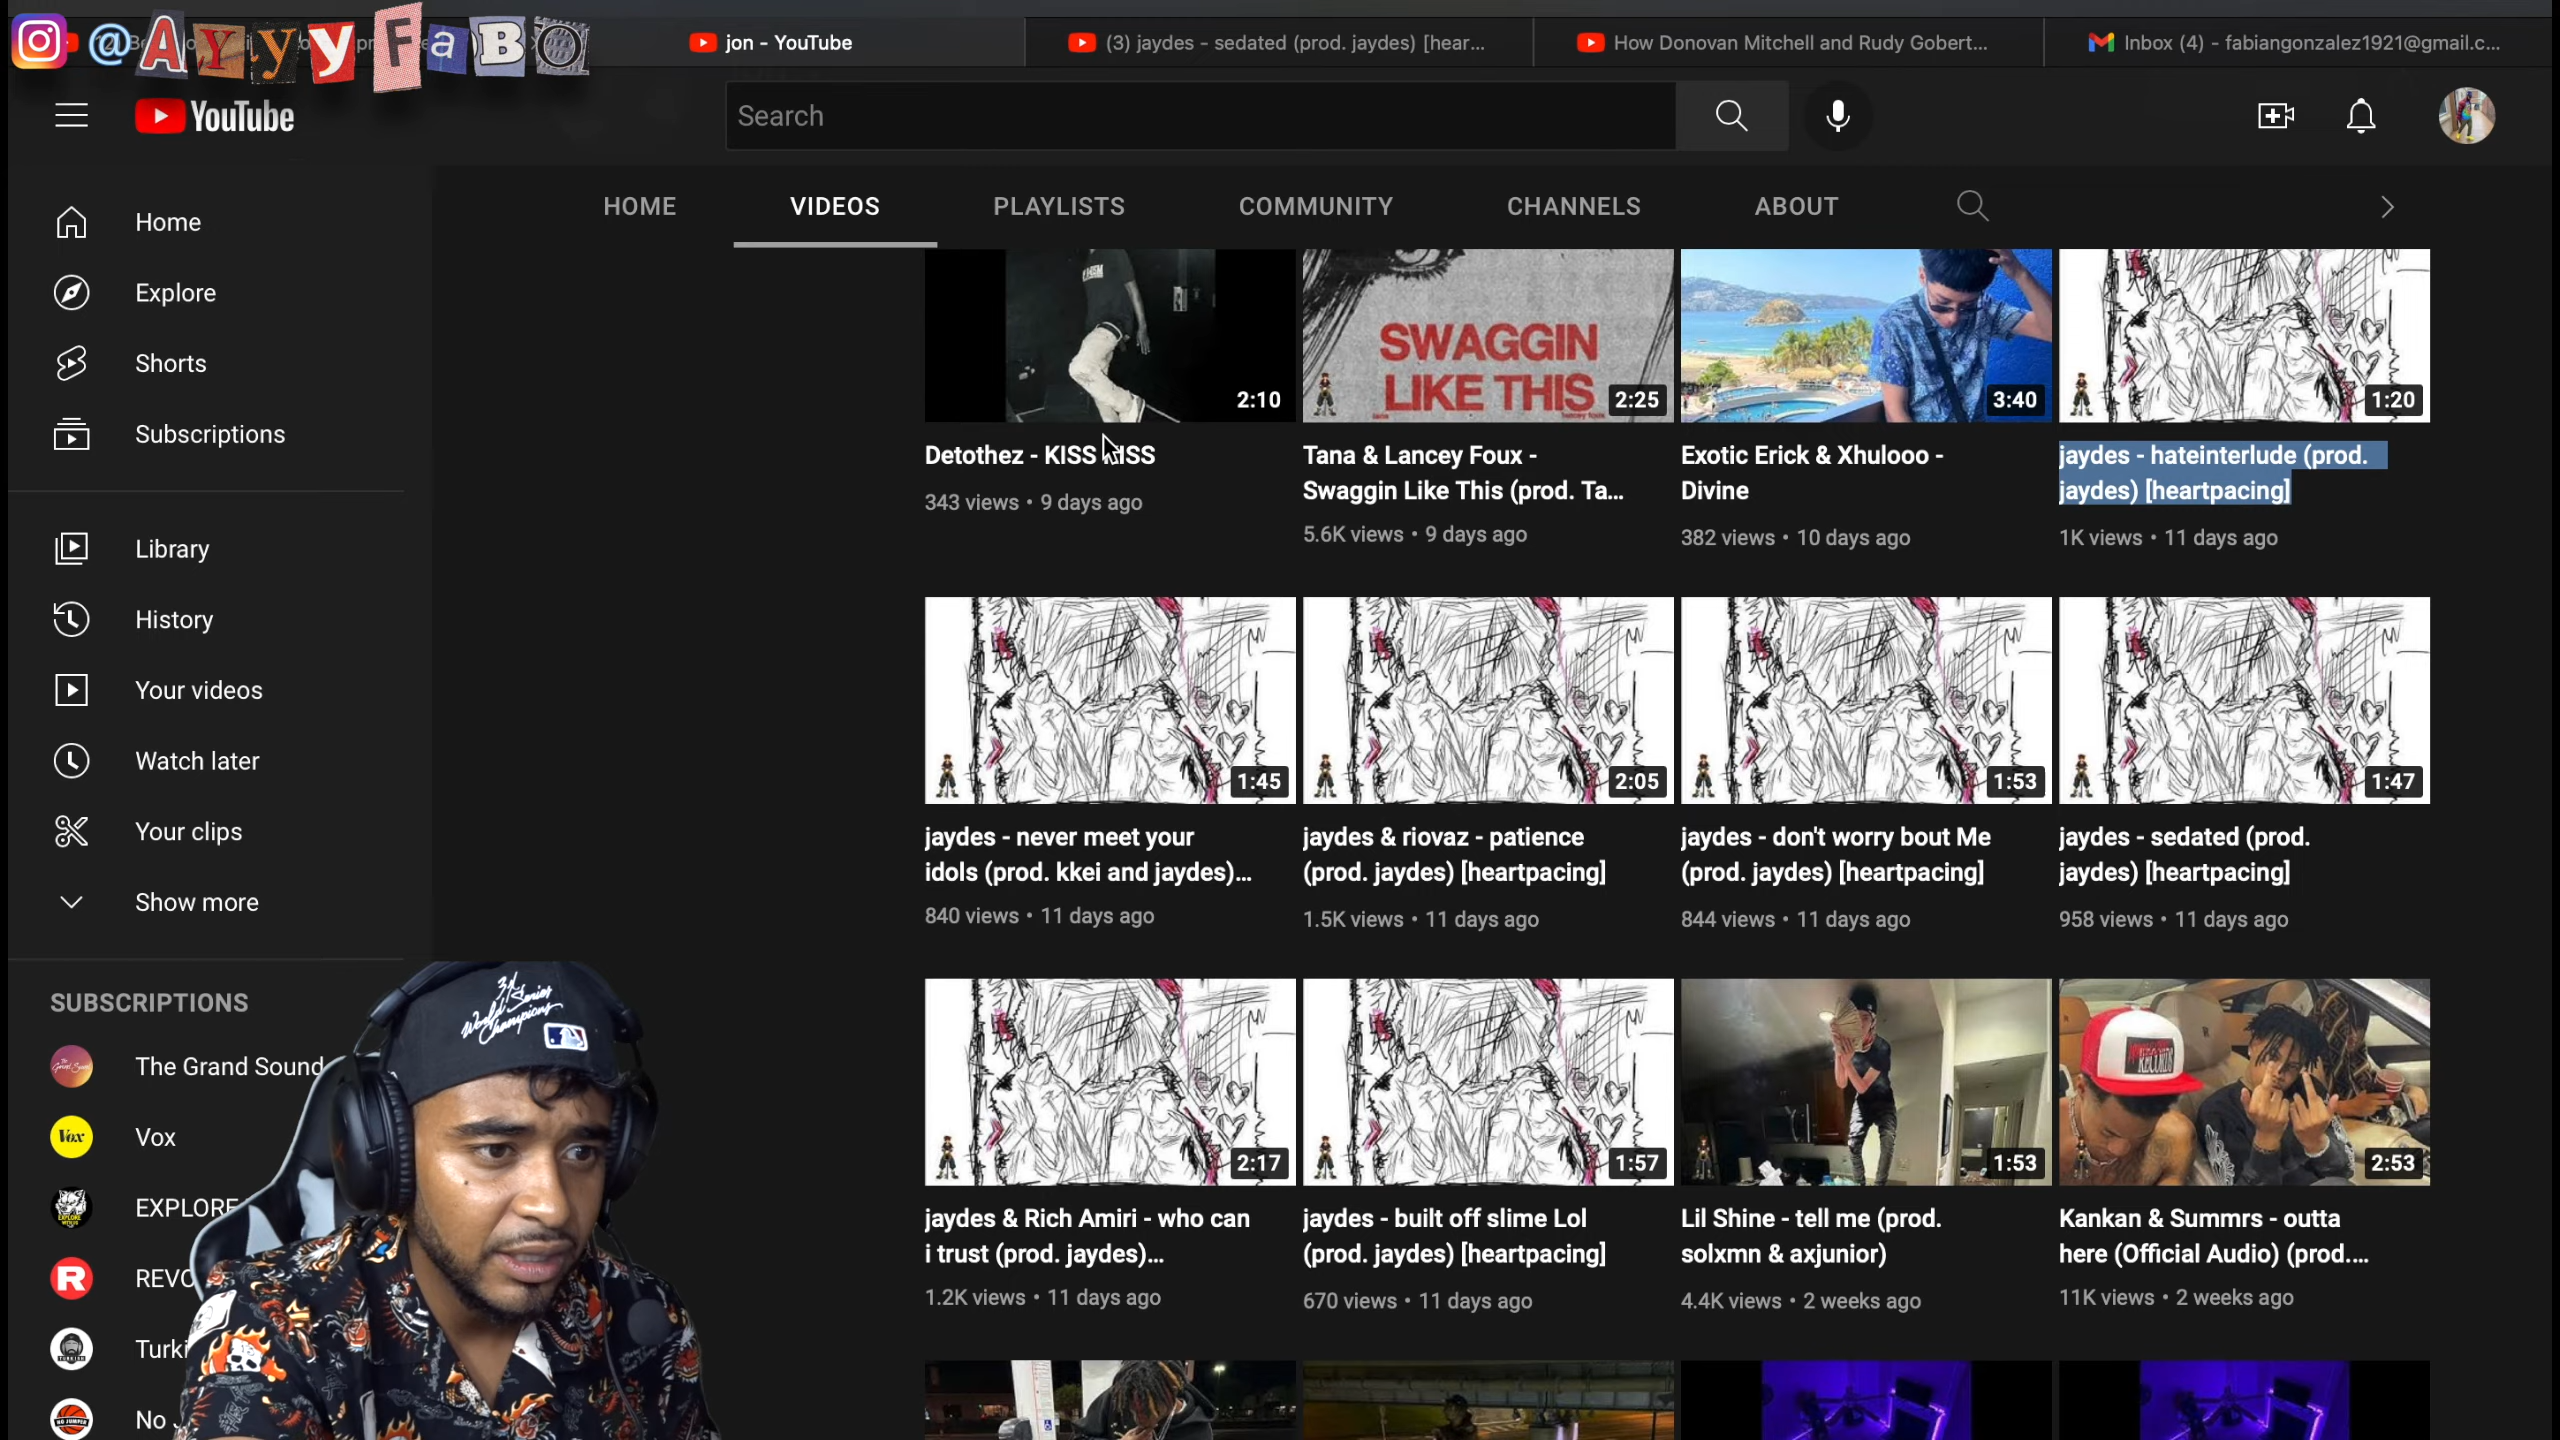 @AyyyFaBO
jon - YouTube
(3) jaydes - sedated (prod. jaydes) [hear...
How Donovan Mitchell and Rudy Gobert...
Inbox (4) - fabiangonzalez1921@gmail.c...
YouTube
Search
HOME
VIDEOS
PLAYLISTS
COMMUNITY
CHANNELS
ABOUT
Home
Explore
Shorts
Subscriptions
Library
History
Your videos
Watch later
Your clips
Show more
SUBSCRIPTIONS
The Grand Sound
Vox
EXPLORE
REVO
Turki
No J
3x
World Series
Champions
2:10
Detothez - KISS KISS
343 views • 9 days ago
SWAGGIN
LIKE THIS
2:25
Tana & Lancey Foux -
Swaggin Like This (prod. Ta...
5.6K views • 9 days ago
3:40
Exotic Erick & Xhulooo -
Divine
382 views • 10 days ago
1:20
jaydes - hateinterlude (prod.
jaydes) [heartpacing]
1K views • 11 days ago
1:45
jaydes - never meet your
idols (prod. kkei and jaydes)...
840 views • 11 days ago
2:05
jaydes & riovaz - patience
(prod. jaydes) [heartpacing]
1.5K views • 11 days ago
1:53
jaydes - don't worry bout Me
(prod. jaydes) [heartpacing]
844 views • 11 days ago
1:47
jaydes - sedated (prod.
jaydes) [heartpacing]
958 views • 11 days ago
2:17
jaydes & Rich Amiri - who can
i trust (prod. jaydes)...
1.2K views • 11 days ago
1:57
jaydes - built off slime Lol
(prod. jaydes) [heartpacing]
670 views • 11 days ago
1:53
Lil Shine - tell me (prod.
solxmn & axjunior)
4.4K views • 2 weeks ago
RECORDS
2:53
Kankan & Summrs - outta
here (Official Audio) (prod....
11K views • 2 weeks ago